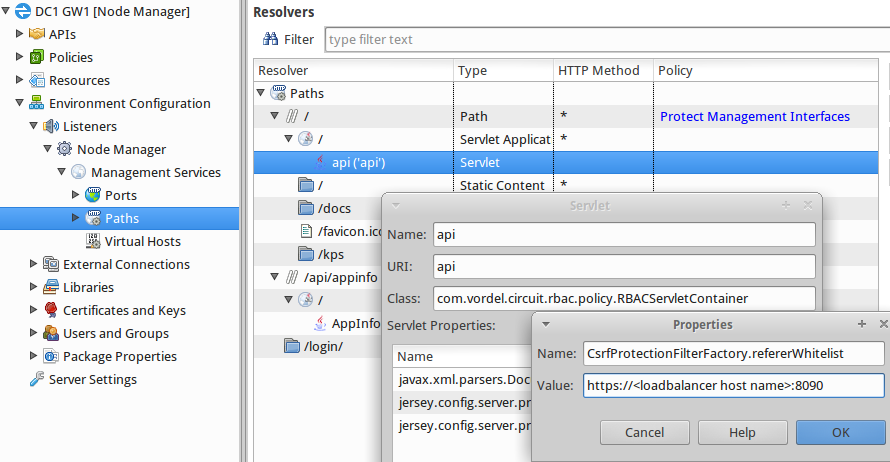 DC1 GW1 [Node Manager]
APIs
Policies
Resources
Environment Configuration
Listeners
Node Manager
Management Services
Ports
Paths
Virtual Hosts
External Connections
Libraries
Certificates and Keys
Users and Groups
Package Properties
Server Settings
Resolvers
Filter type filter text
Resolver Type HTTP Method Policy
Paths
/ Path * Protect Management Interfaces
/ Servlet Applicat *
api ('api') Servlet
/ Static Content *
/docs
/favicon.ico
/kps
/api/appinfo
/
AppInfo
/login/
Servlet
Name: api
URI: api
Class: com.vordel.circuit.rbac.policy.RBACServletContainer
Servlet Properties:
Name
javax.xml.parsers.Doc
jersey.config.server.pr
jersey.config.server.pr
Properties
Name: CsrfProtectionFilterFactory.refererWhitelist
Value: https://<loadbalancer host name>:8090
Cancel Help OK